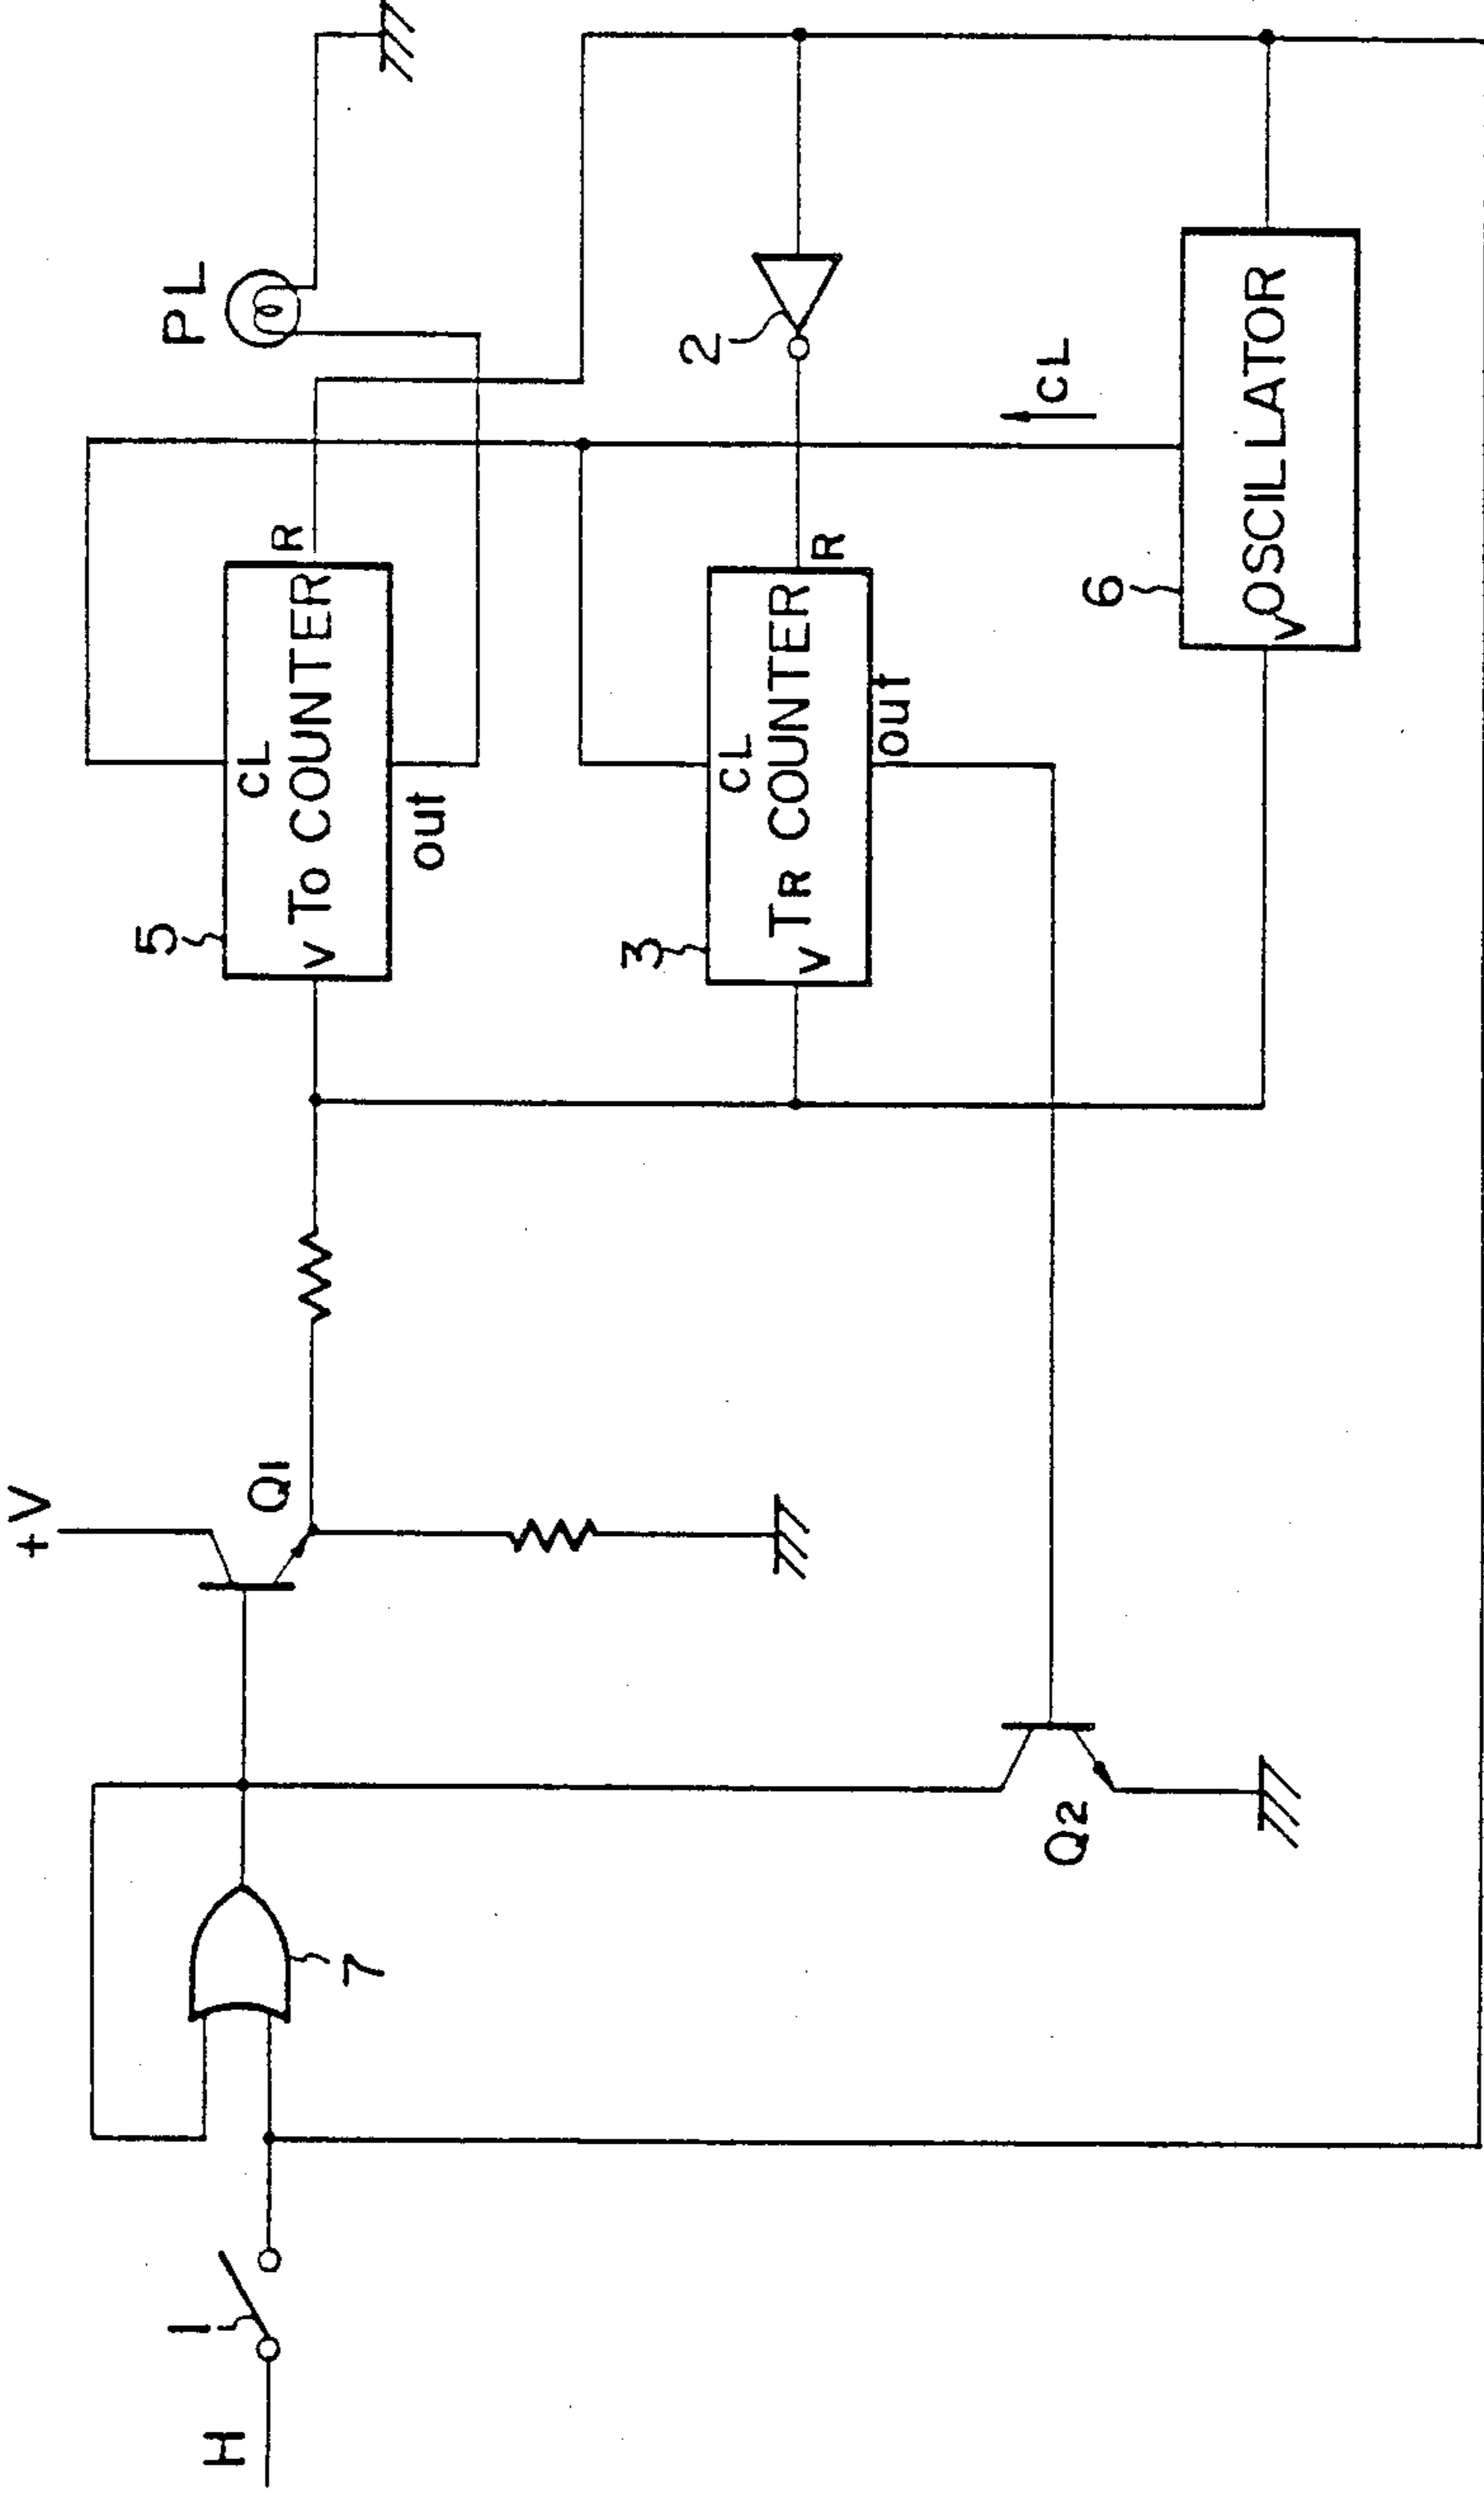 H
1
7
+V
Q1
Q2
5
CL
V To COUNTER
R
out
PL
3
CL
V TR COUNTER
R
out
2
CL
6
OSCILLATOR
V